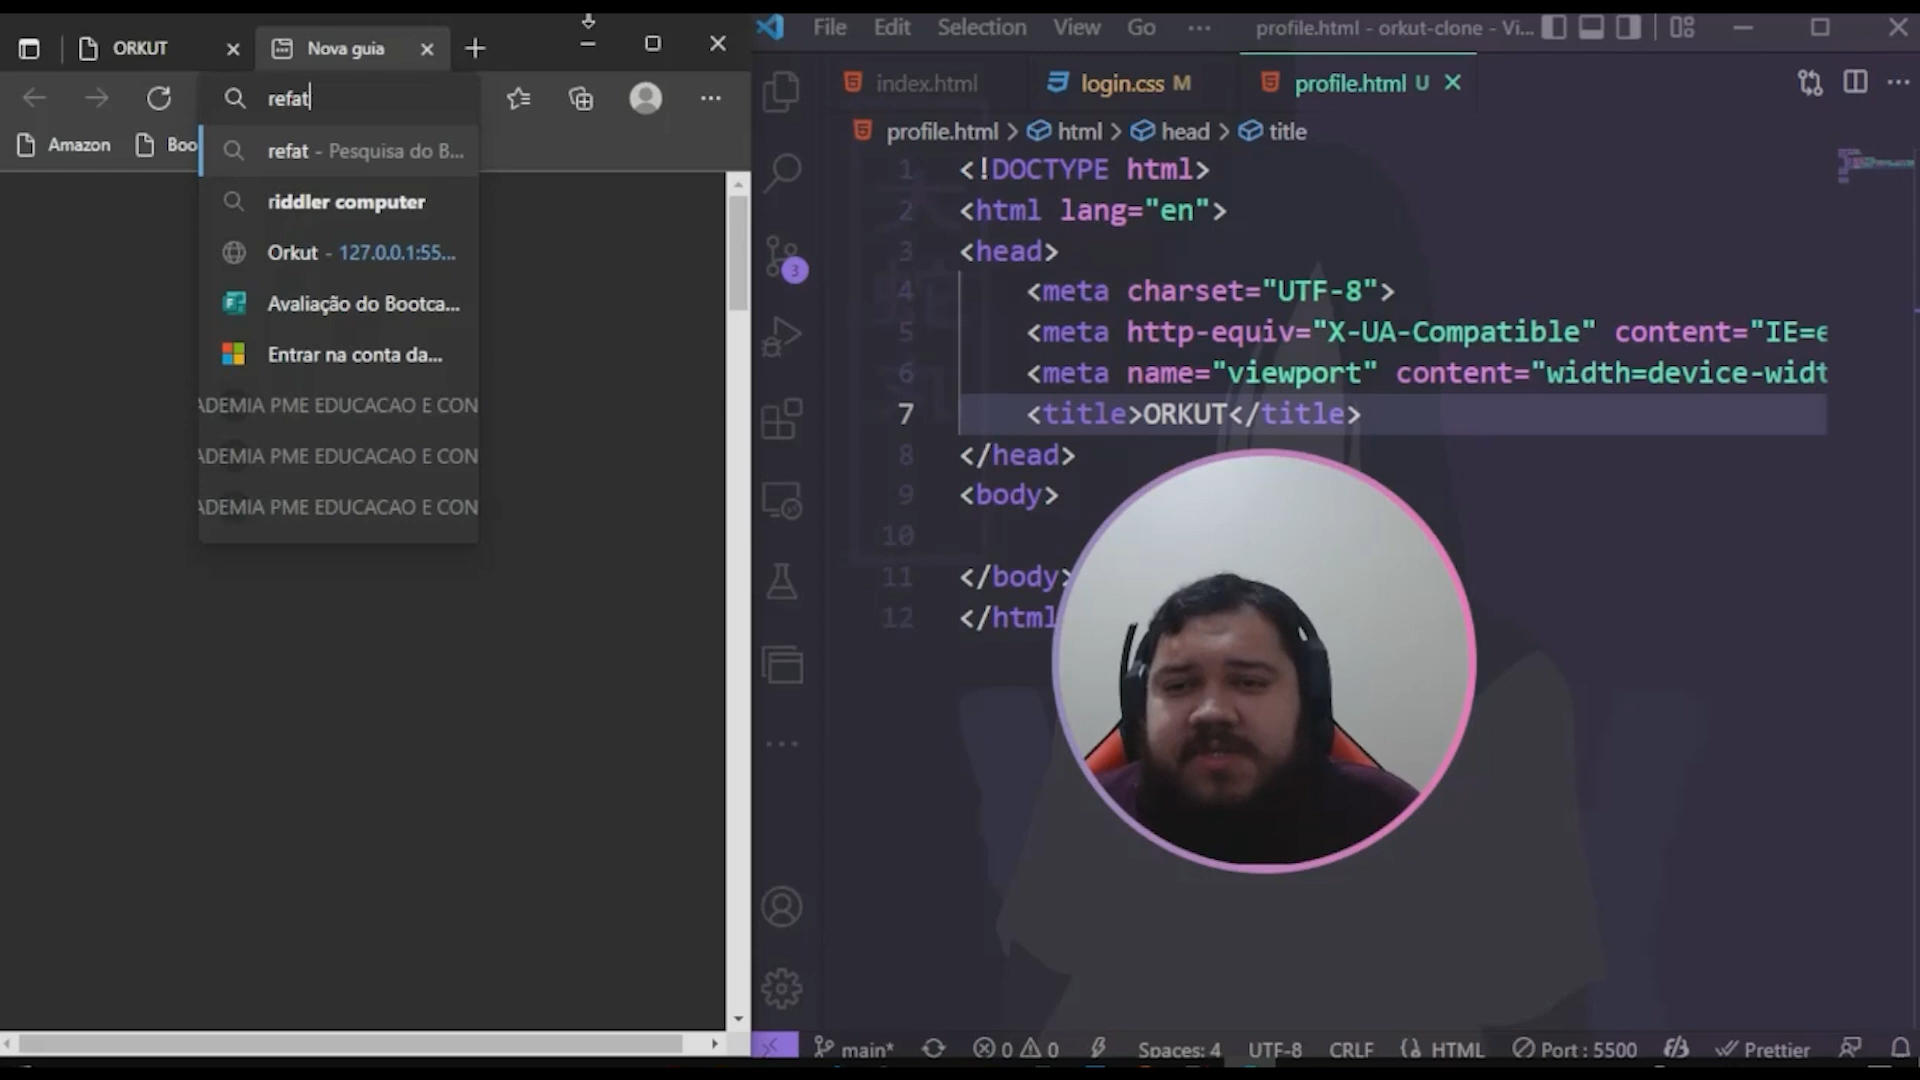 ORKUT
Nova guia
refat
Amazon
Boo
refat - Pesquisa do B...
riddler computer
Orkut - 127.0.0.1:55...
Avaliação do Bootca...
Entrar na conta da...
ADEMIA PME EDUCACAO E CON
ADEMIA PME EDUCACAO E CON
ADEMIA PME EDUCACAO E CON
File Edit Selection View Go ··· profile.html - orkut-clone - Vi...
index.html login.css M profile.html U
profile.html > html > head > title
1 <!DOCTYPE html>
2 <html lang="en">
3 <head>
4 <meta charset="UTF-8">
5 <meta http-equiv="X-UA-Compatible" content="IE=e
6 <meta name="viewport" content="width=device-widt
7 <title>ORKUT</title>
8 </head>
9 <body>
10
11 </body>
12 </html
3
main* 0 0 Spaces: 4 UTF-8 CRLF HTML Port : 5500 Prettier